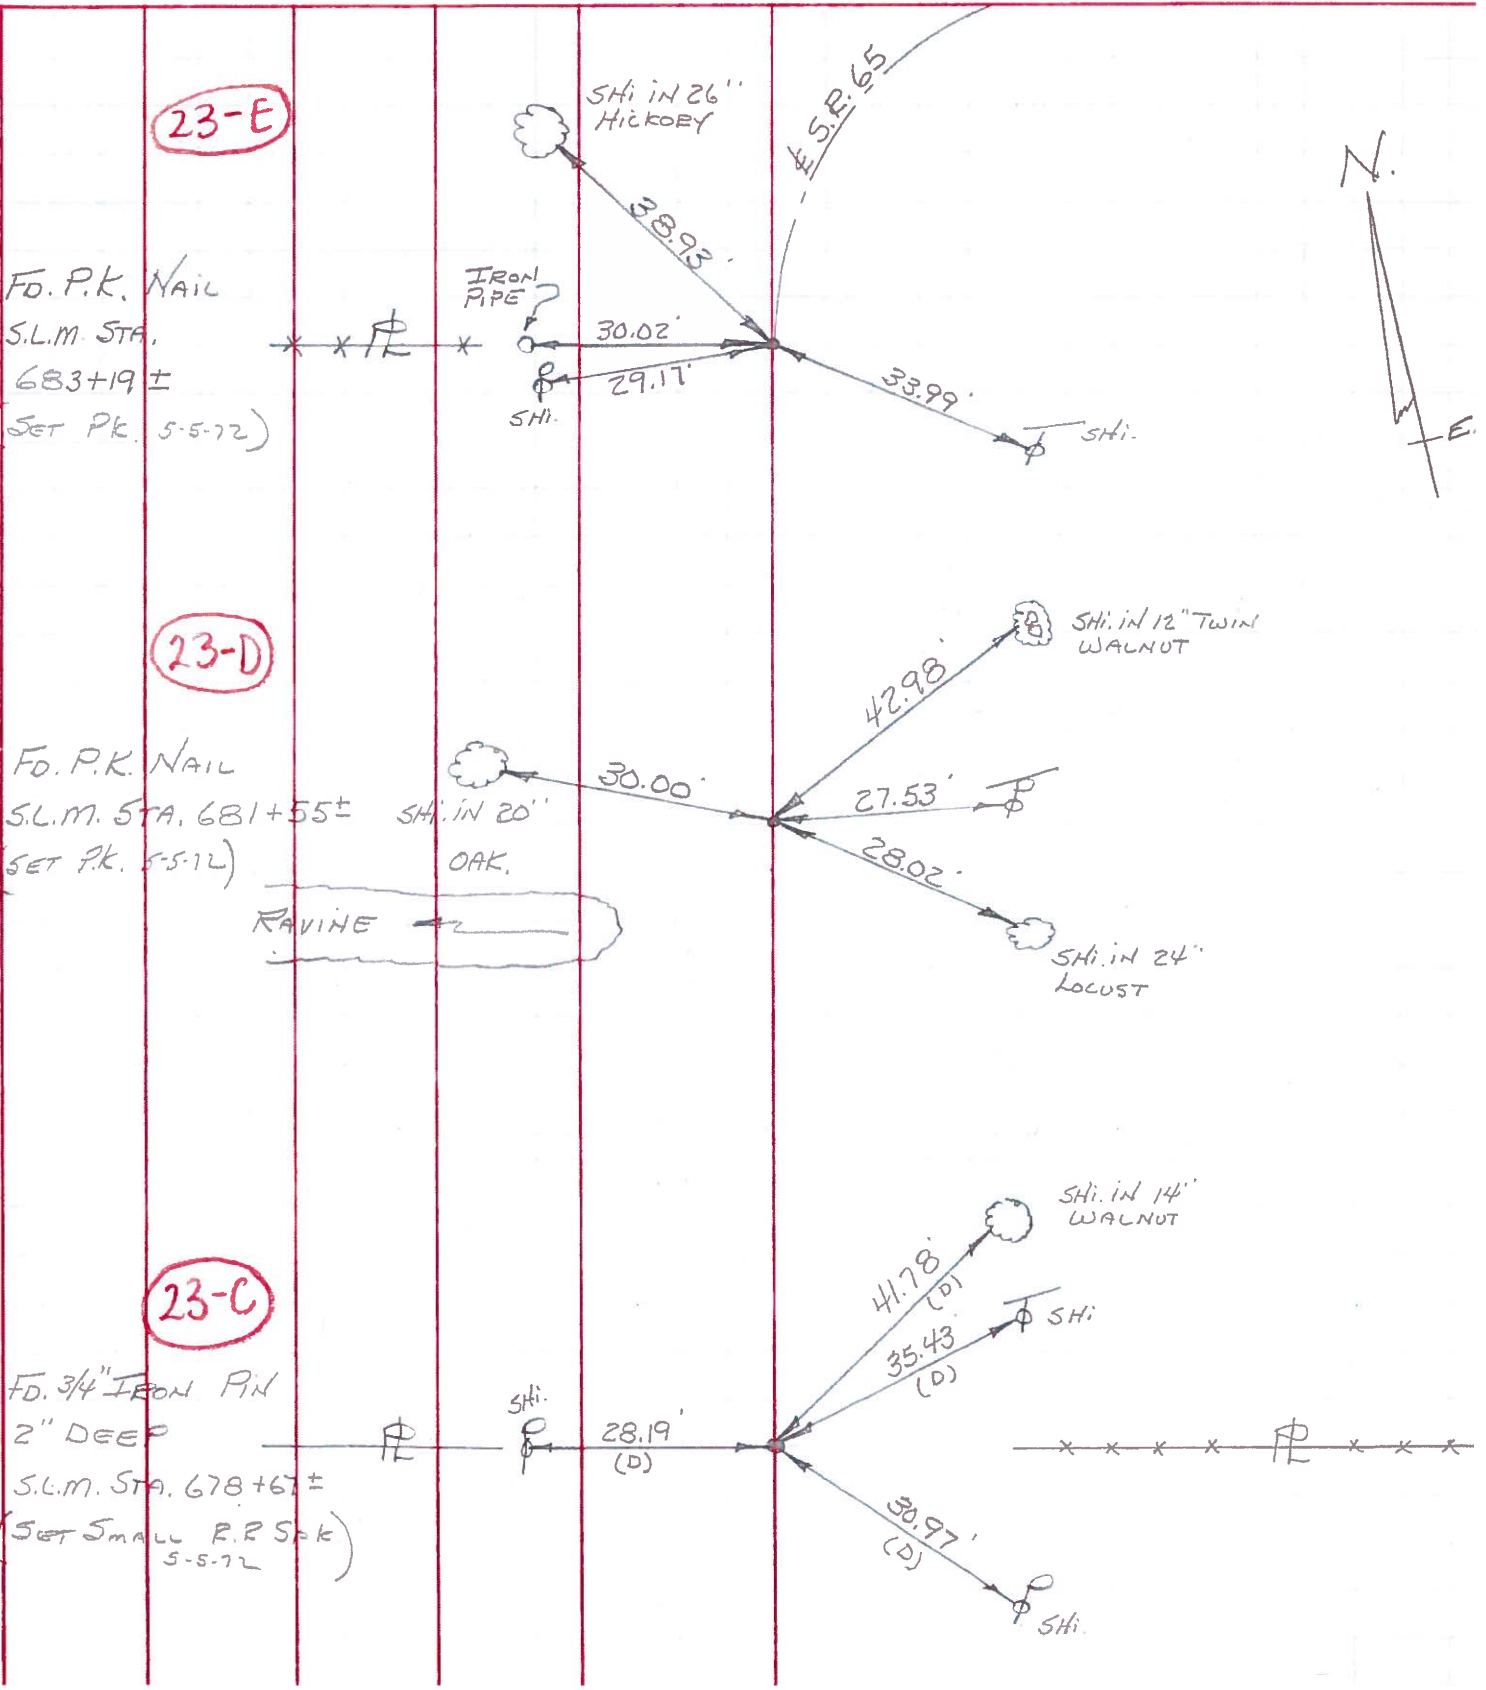 23-E
SHi IN 26"
HICKORY
℄ S.R. 65
N.
E.
38.93'
FD. P.K. NAIL
S.L.M. STA.
683+19 ±
(SET PK. 5-5-72)
IRON
PIPE
℄
30.02'
29.17'
SHi.
33.99'
SHi.
23-D
SHi. IN 12" TWIN
WALNUT
42.98'
FD. P.K. NAIL
S.L.M. STA. 681+55±
(SET P.K. 5-5-72)
SHi. IN 20"
OAK.
30.00'
27.53'
28.02'
RAVINE
SHi. IN 24"
LOCUST
SHi. IN 14"
WALNUT
41.78'
(D)
23-C
35.43'
(D)
SHi
FD. 3/4" IRON PIN
2" DEEP
S.L.M. STA. 678+67±
(SET SMALL R.R SPK)
5-5-72
PL
SHi.
28.19'
(D)
PL
30.97'
(D)
SHi.